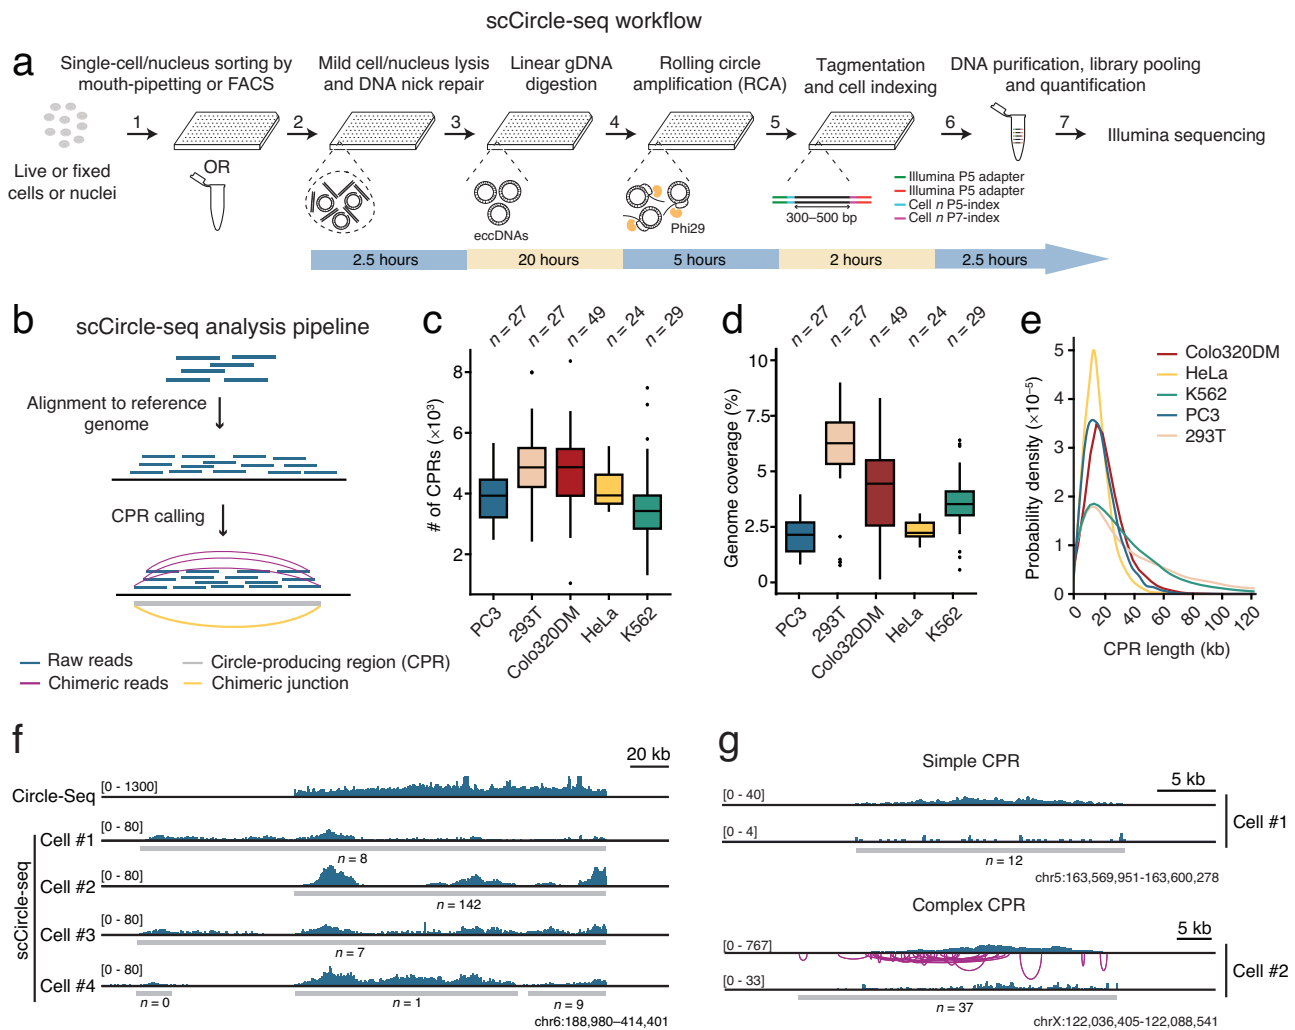 scCircle-seq workflow
a
Single-cell/nucleus sorting by
mouth-pipetting or FACS
Mild cell/nucleus lysis
and DNA nick repair
Linear gDNA
digestion
Rolling circle
amplification (RCA)
Tagmentation
and cell indexing
DNA purification, library pooling
and quantification
1
2
3
4
5
6
7
Illumina sequencing
Live or fixed
cells or nuclei
OR
eccDNAs
Phi29
300–500 bp
Illumina P5 adapter
Illumina P5 adapter
Cell n P5-index
Cell n P7-index
2.5 hours
20 hours
5 hours
2 hours
2.5 hours
b
scCircle-seq analysis pipeline
Alignment to reference
genome
CPR calling
Raw reads
Circle-producing region (CPR)
Chimeric reads
Chimeric junction
c
n = 27
n = 27
n = 49
n = 24
n = 29
# of CPRs (×10³)
8
6
4
2
PC3
293T
Colo320DM
HeLa
K562
d
n = 27
n = 27
n = 49
n = 24
n = 29
Genome coverage (%)
10
7.5
5
2.5
0
PC3
293T
Colo320DM
HeLa
K562
e
Probability density (×10⁻⁵)
5
4
3
2
1
0
0
20
40
60
80
100
120
CPR length (kb)
Colo320DM
HeLa
K562
PC3
293T
f
20 kb
Circle-Seq
[0 - 1300]
scCircle-seq
Cell #1
[0 - 80]
n = 8
Cell #2
[0 - 80]
n = 142
Cell #3
[0 - 80]
n = 7
Cell #4
[0 - 80]
n = 0
n = 1
n = 9
chr6:188,980–414,401
g
Simple CPR
5 kb
[0 - 40]
[0 - 4]
Cell #1
n = 12
chr5:163,569,951-163,600,278
Complex CPR
5 kb
[0 - 767]
[0 - 33]
Cell #2
n = 37
chrX:122,036,405-122,088,541